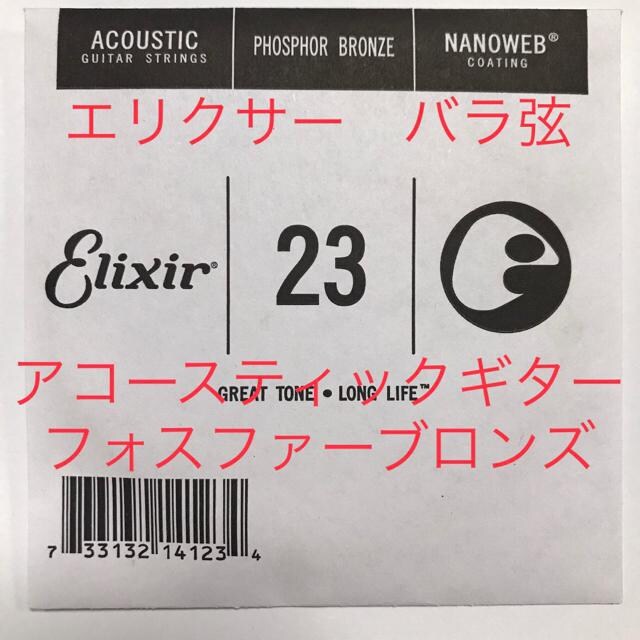 ACOUSTIC
GUITAR STRINGS
PHOSPHOR BRONZE
NANOWEB®
COATING
エリクサー　バラ弦
Elixir®
23
アコースティックギター
GREAT TONE • LONG LIFE™
フォスファーブロンズ
7 33132 14123 4